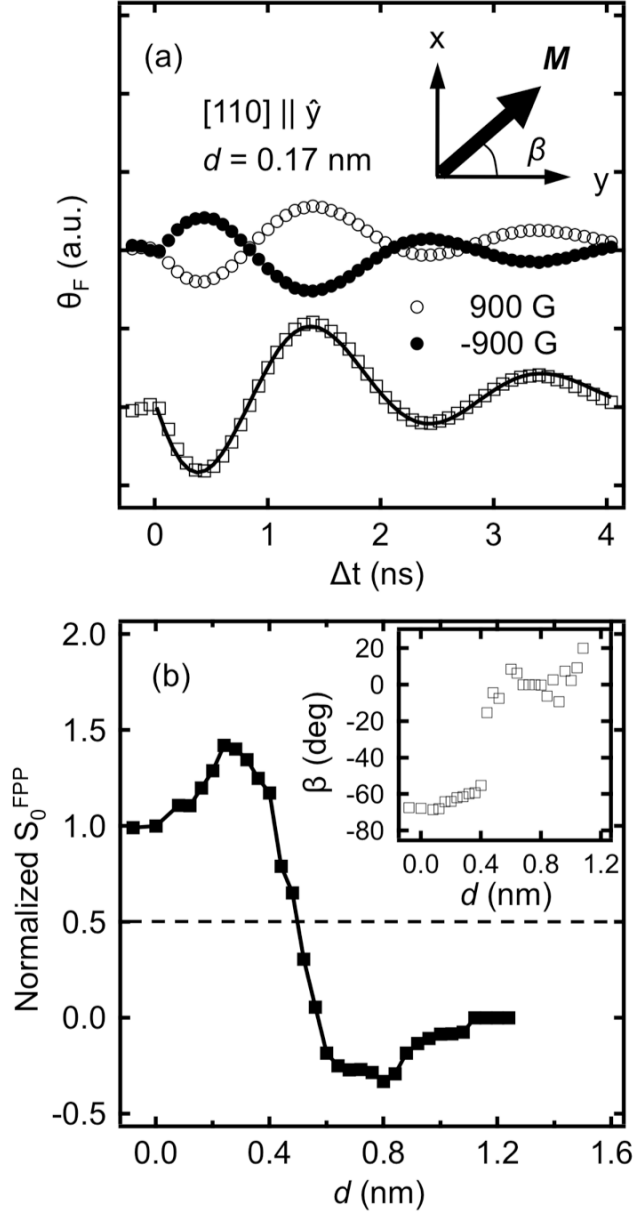 (a)
x
M
[110] || ŷ
d = 0.17 nm
β
y
θF (a.u.)
900 G
-900 G
0
1
2
3
4
Δt (ns)
(b)
2.0
1.5
1.0
0.5
0.0
-0.5
Normalized S₀^FPP
20
0
-20
-40
-60
-80
β (deg)
0.0
0.4
0.8
1.2
d (nm)
0.0
0.4
0.8
1.2
1.6
d (nm)